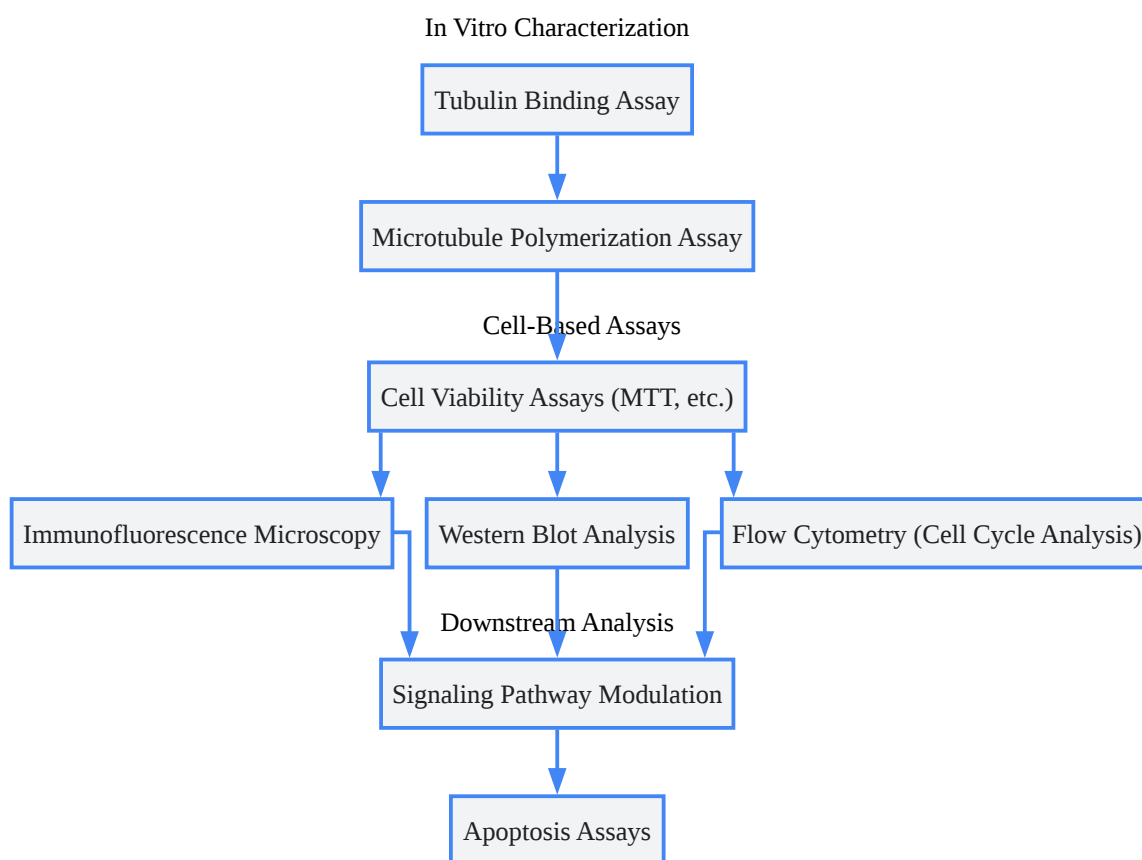 In Vitro Characterization
Tubulin Binding Assay
Microtubule Polymerization Assay
Cell-Based Assays
Cell Viability Assays (MTT, etc.)
Immunofluorescence Microscopy
Western Blot Analysis
Flow Cytometry (Cell Cycle Analysis)
Downstream Analysis
Signaling Pathway Modulation
Apoptosis Assays